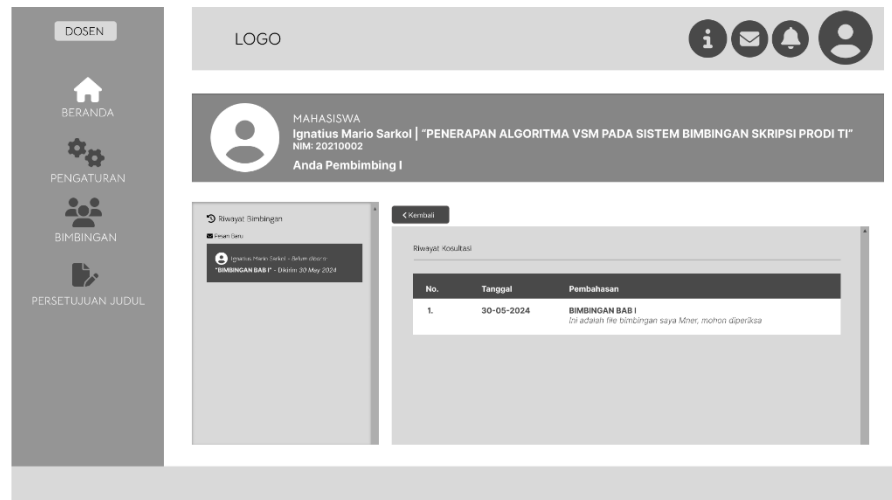 DOSEN
LOGO
BERANDA
PENGATURAN
BIMBINGAN
PERSETUJUAN JUDUL
MAHASISWA
Ignatius Mario Sarkol | "PENERAPAN ALGORITMA VSM PADA SISTEM BIMBINGAN SKRIPSI PRODI TI"
NIM: 20210002
Anda Pembimbing I
Riwayat Bimbingan
Pesan Baru
Ignatius Mario Sarkol - Belum dibaca
"BIMBINGAN BAB I" - Dikirim 30 May 2024
Kembali
Riwayat Kosultasi
No. Tanggal Pembahasan
1. 30-05-2024 BIMBINGAN BAB I
Ini adalah file bimbingan saya Mner, mohon diperiksa